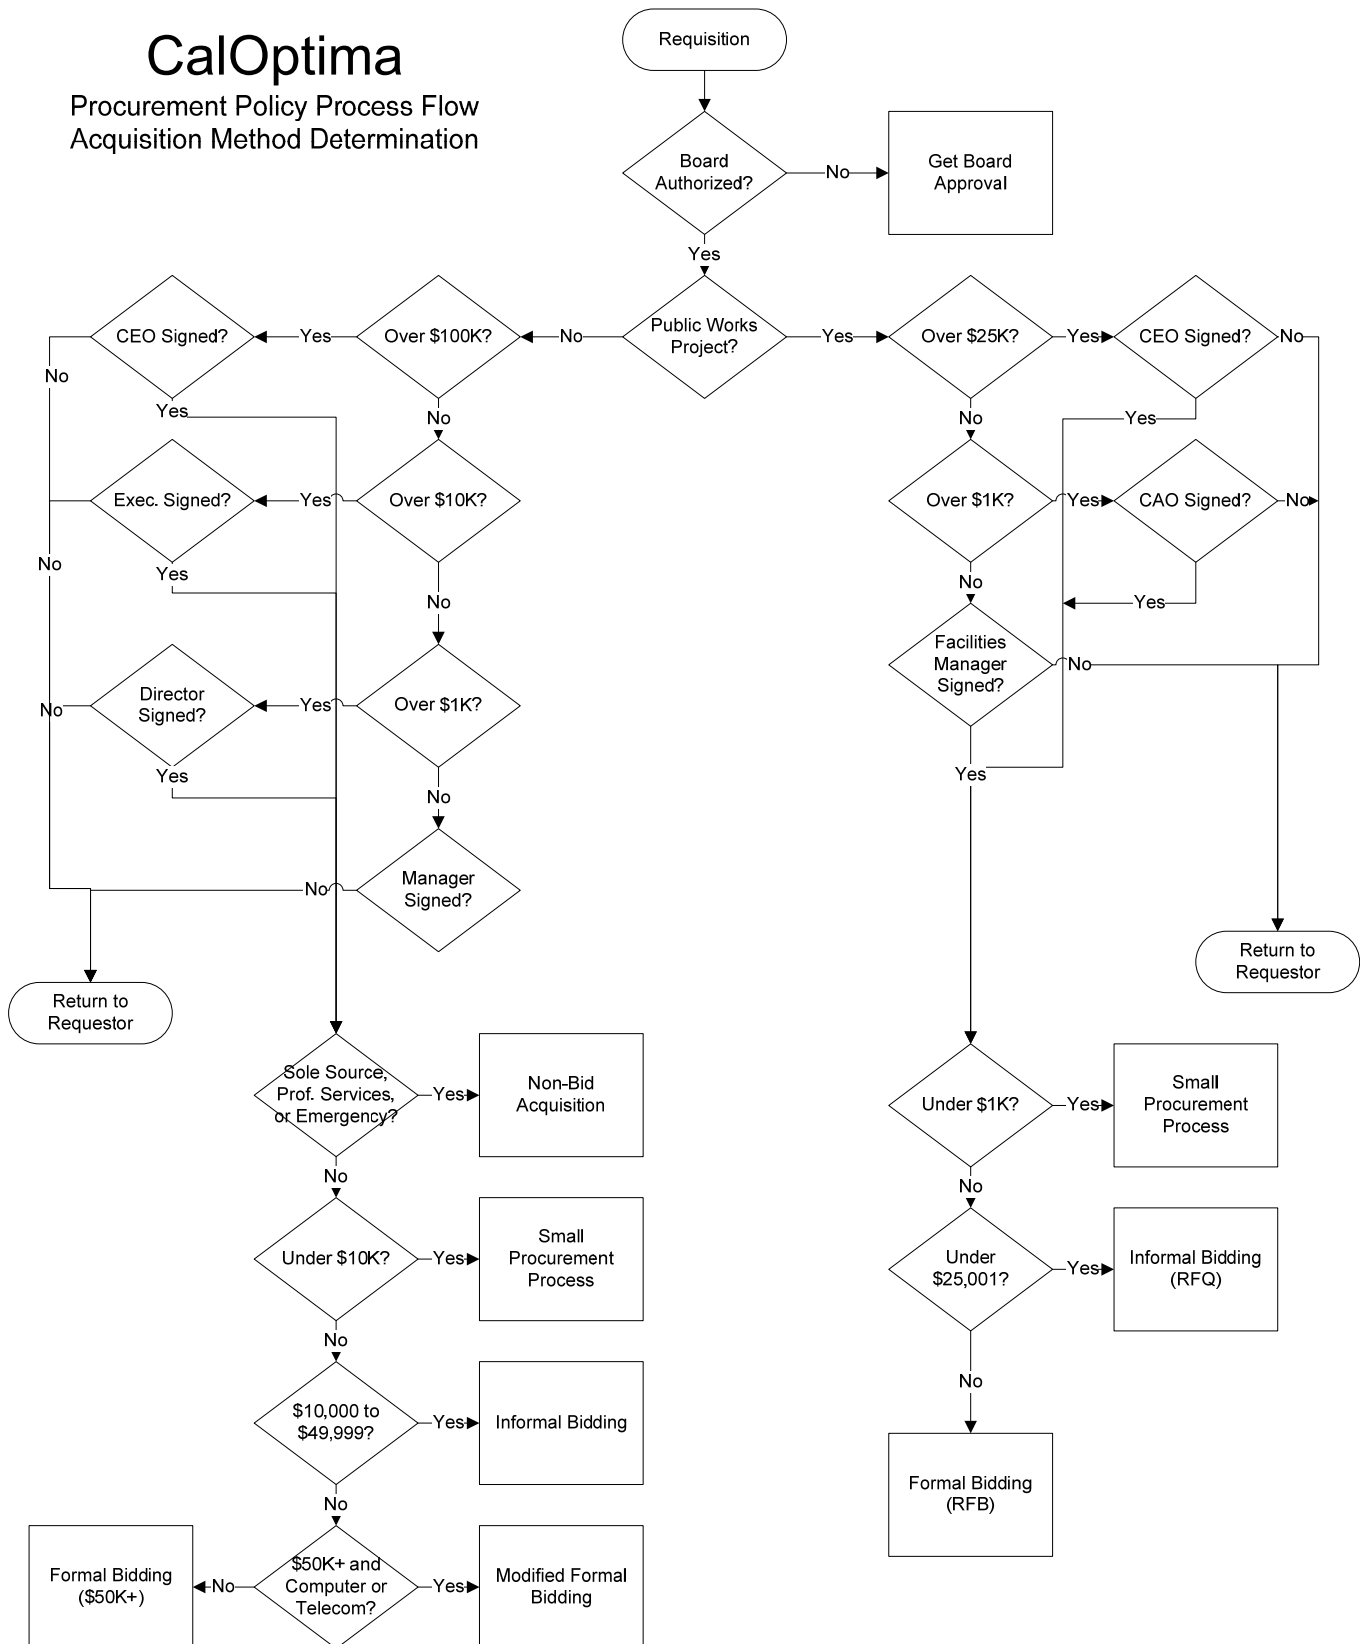 CalOptima
Procurement Policy Process Flow
Acquisition Method Determination
Requisition
Board
Authorized?
No
Get Board
Approval
Yes
CEO Signed?
Yes
Over $100K?
No
Public Works
Project?
Yes
Over $25K?
Yes
CEO Signed?
No
No
Yes
No
No
Yes
Exec. Signed?
Yes
Over $10K?
Over $1K?
Yes
CAO Signed?
No
No
Yes
No
No
Yes
Facilities
Manager
Signed?
No
Director
Signed?
No
Yes
Over $1K?
Yes
No
Yes
Manager
Signed?
No
Return to
Requestor
Return to
Requestor
Sole Source,
Prof. Services,
or Emergency?
Yes
Non-Bid
Acquisition
Under $1K?
Yes
Small
Procurement
Process
No
No
Under $10K?
Yes
Small
Procurement
Process
Under
$25,001?
Yes
Informal Bidding
(RFQ)
No
No
$10,000 to
$49,999?
Yes
Informal Bidding
Formal Bidding
(RFB)
No
Formal Bidding
($50K+)
No
$50K+ and
Computer or
Telecom?
Yes
Modified Formal
Bidding